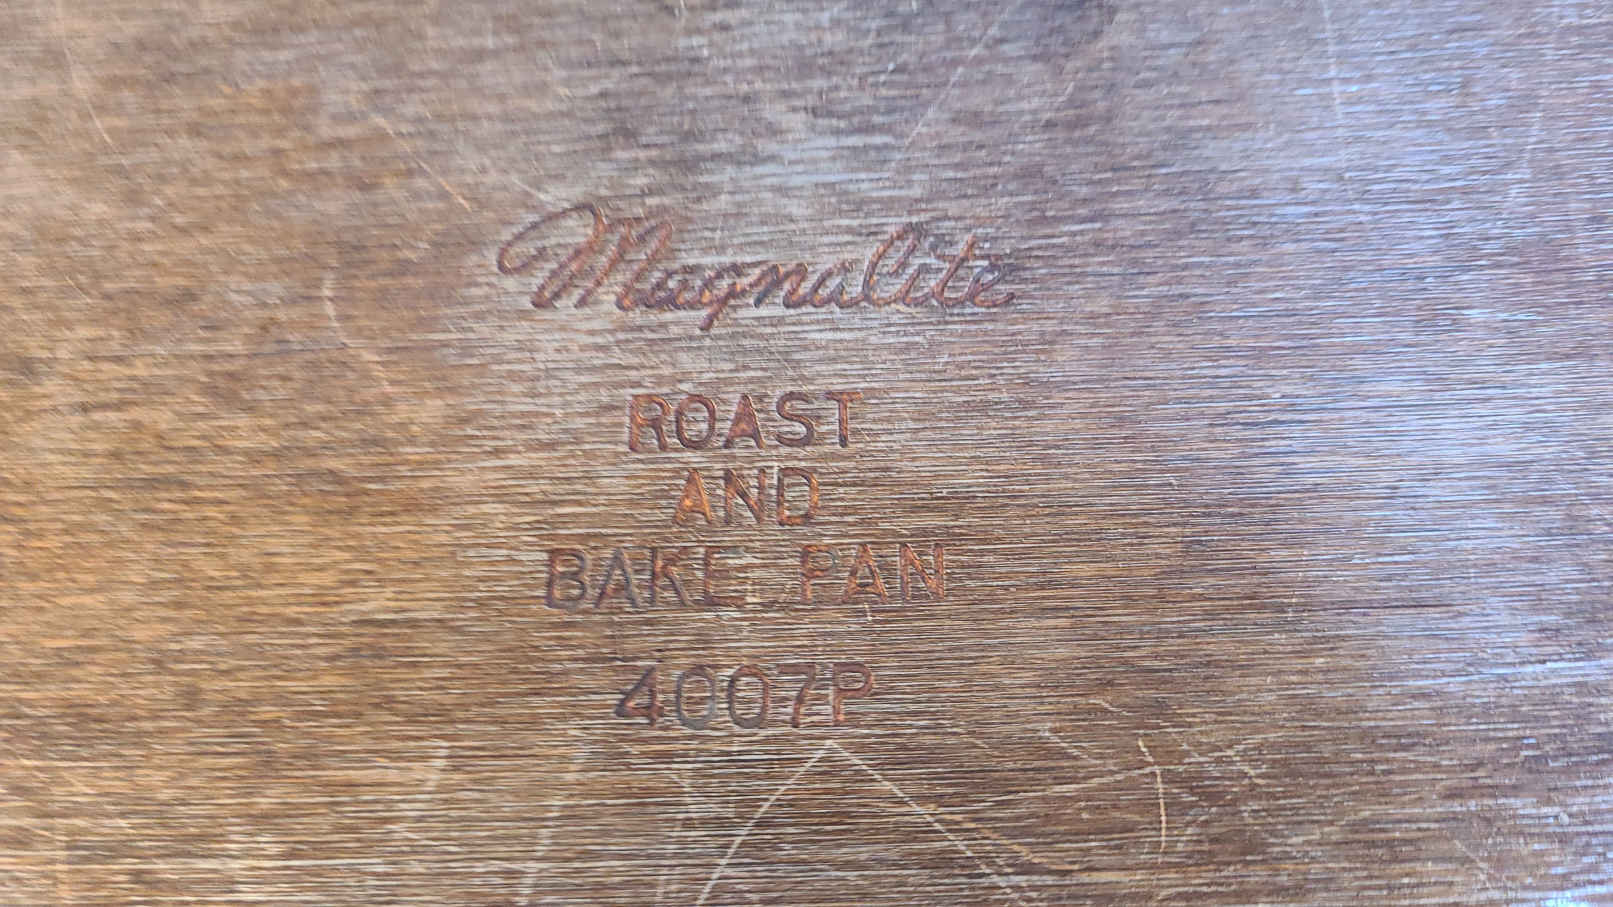 Magnalite
ROAST
AND
BAKE PAN
4007P